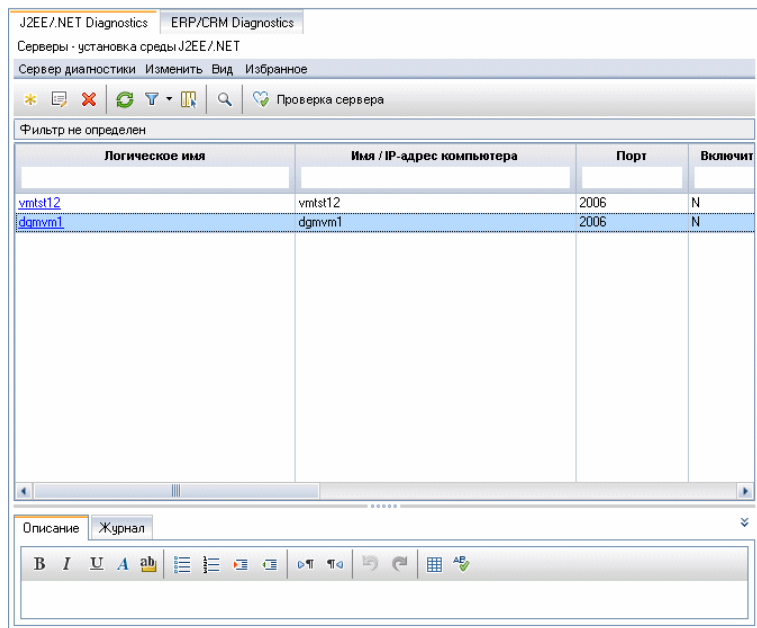 J2EE/.NET Diagnostics ERP/CRM Diagnostics
Серверы - установка среды J2EE/.NET
Сервер диагностики Изменить Вид Избранное
Проверка сервера
Фильтр не определен
Логическое имя Имя / IP-адрес компьютера Порт Включит
vmtst12 vmtst12 2006 N
dgmvm1 dgmvm1 2006 N
Описание Журнал
B I U A ab